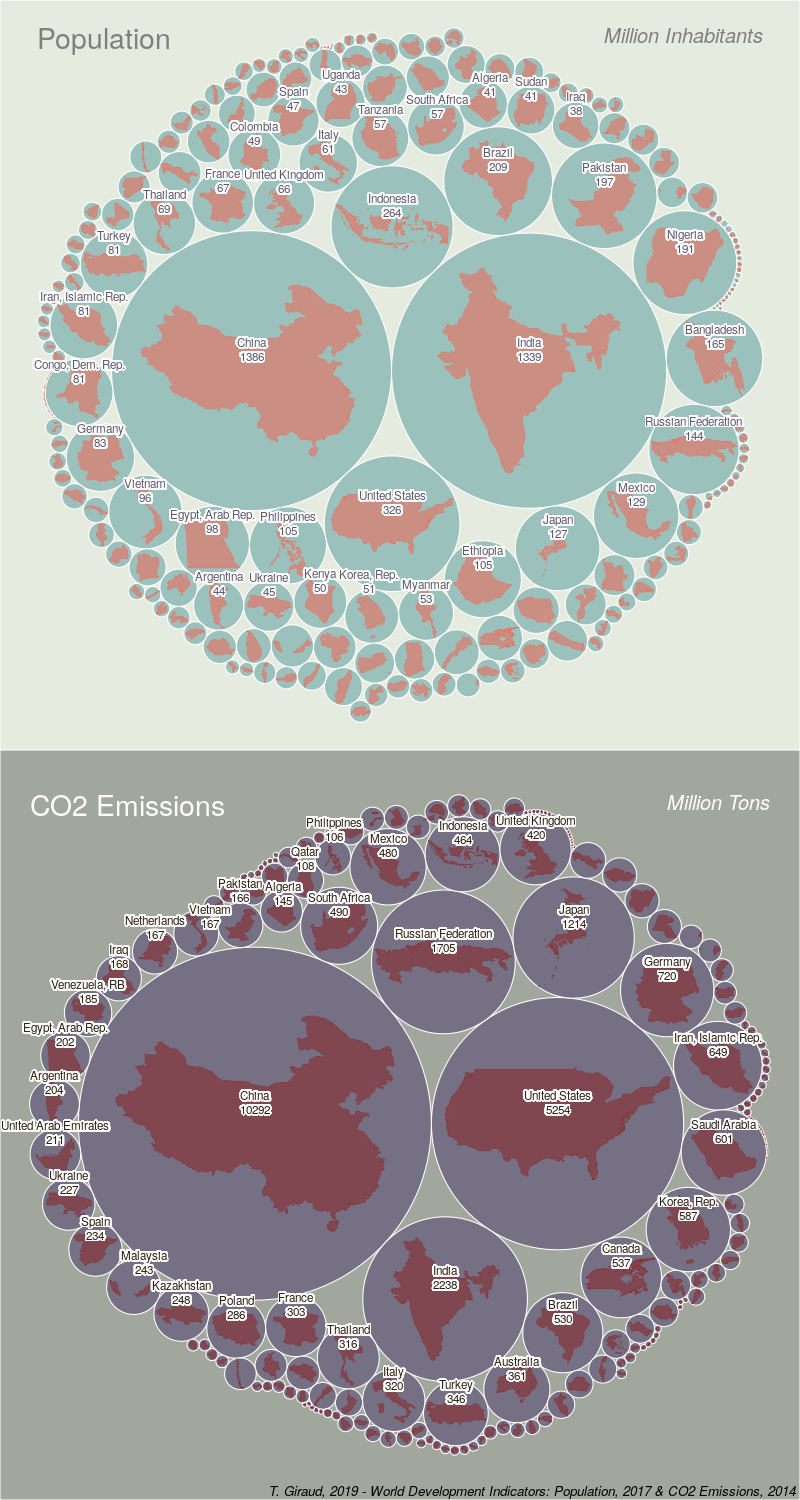 Population
Million Inhabitants
Uganda
43
Algeria
41
Sudan
41
Spain
47
South Africa
57
Iraq
38
Tanzania
57
Colombia
49
Italy
61
Brazil
209
Pakistan
197
France
67
United Kingdom
66
Thailand
69
Indonesia
264
Turkey
81
Nigeria
191
Iran, Islamic Rep.
81
China
1386
India
1339
Bangladesh
165
Congo, Dem. Rep.
81
Germany
83
Russian Federation
144
Vietnam
96
United States
326
Mexico
129
Egypt, Arab Rep.
98
Philippines
105
Japan
127
Ethiopia
105
Argentina
44
Ukraine
45
Kenya
50
Korea, Rep.
51
Myanmar
53
CO2 Emissions
Million Tons
Philippines
106
Mexico
480
Indonesia
464
United Kingdom
420
Qatar
108
Pakistan
166
Algeria
145
South Africa
490
Vietnam
167
Japan
1214
Netherlands
167
Russian Federation
1705
Iraq
168
Germany
720
Venezuela, RB
185
Egypt, Arab Rep.
202
Iran, Islamic Rep.
649
Argentina
204
China
10292
United States
5254
United Arab Emirates
211
Saudi Arabia
601
Ukraine
227
Korea, Rep.
587
Spain
234
Malaysia
243
India
2238
Canada
537
Kazakhstan
248
Poland
286
France
303
Brazil
530
Thailand
316
Italy
320
Turkey
346
Australia
361
T. Giraud, 2019 - World Development Indicators: Population, 2017 & CO2 Emissions, 2014